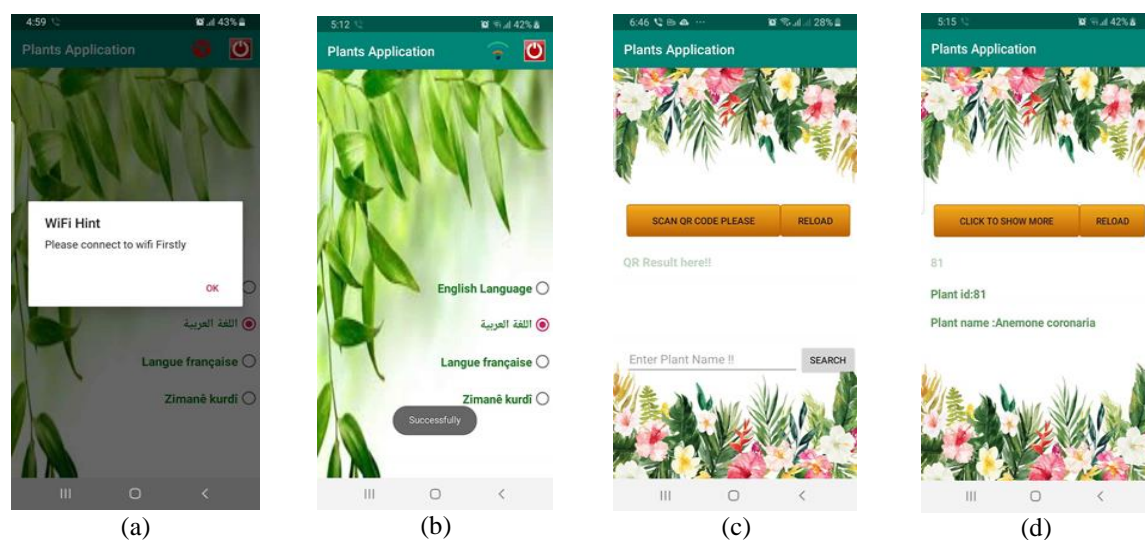 4:59 43%
Plants Application
WiFi Hint
Please connect to wifi Firstly
OK
اللغة العربية
Langue française
Zimanê kurdî
(a)
5:12 42%
Plants Application
English Language
اللغة العربية
Langue française
Zimanê kurdî
Successfully
(b)
6:46 28%
Plants Application
SCAN QR CODE PLEASE RELOAD
QR Result here!!
Enter Plant Name !! SEARCH
(c)
5:15 42%
Plants Application
CLICK TO SHOW MORE RELOAD
81
Plant id:81
Plant name :Anemone coronaria
(d)